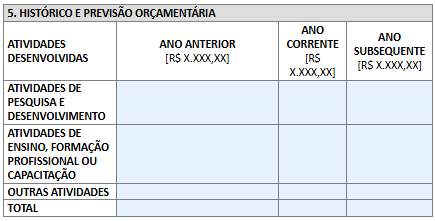 5. HISTÓRICO E PREVISÃO ORÇAMENTÁRIA
ATIVIDADES
DESENVOLVIDAS
ANO ANTERIOR
[R$ X.XXX,XX]
ANO
CORRENTE
[R$
X.XXX,XX]
ANO
SUBSEQUENTE
[R$ X.XXX,XX]
ATIVIDADES DE
PESQUISA E
DESENVOLVIMENTO
ATIVIDADES DE
ENSINO, FORMAÇÃO
PROFISSIONAL OU
CAPACITAÇÃO
OUTRAS ATIVIDADES
TOTAL